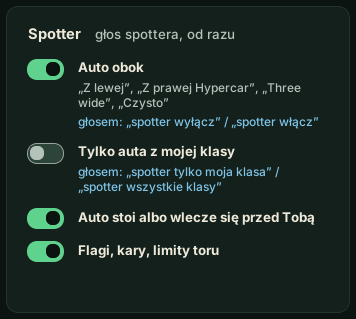 Spotter głos spottera, od razu
Auto obok
„Z lewej”, „Z prawej Hypercar”, „Three
wide”, „Czysto”
głosem: „spotter wyłącz” / „spotter włącz”
Tylko auta z mojej klasy
głosem: „spotter tylko moja klasa” /
„spotter wszystkie klasy”
Auto stoi albo wlecze się przed Tobą
Flagi, kary, limity toru